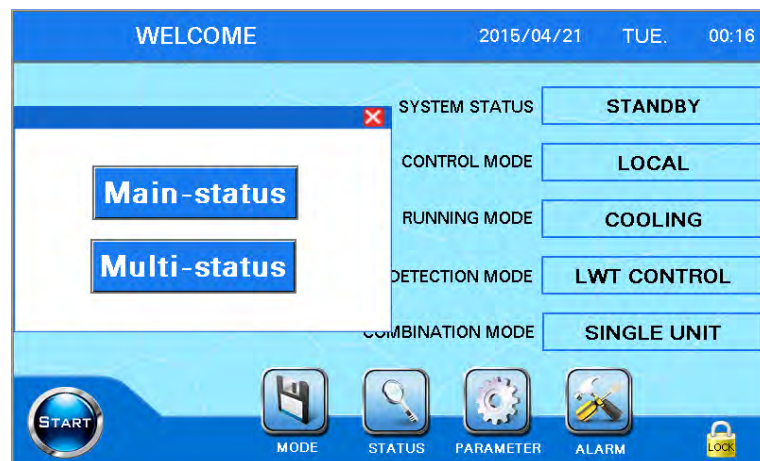 WELCOME 2015/04/21 TUE. 00:16
SYSTEM STATUS STANDBY
CONTROL MODE LOCAL
Main-status
RUNNING MODE COOLING
Multi-status
DETECTION MODE LWT CONTROL
COMBINATION MODE SINGLE UNIT
START
MODE STATUS PARAMETER ALARM
LOCK